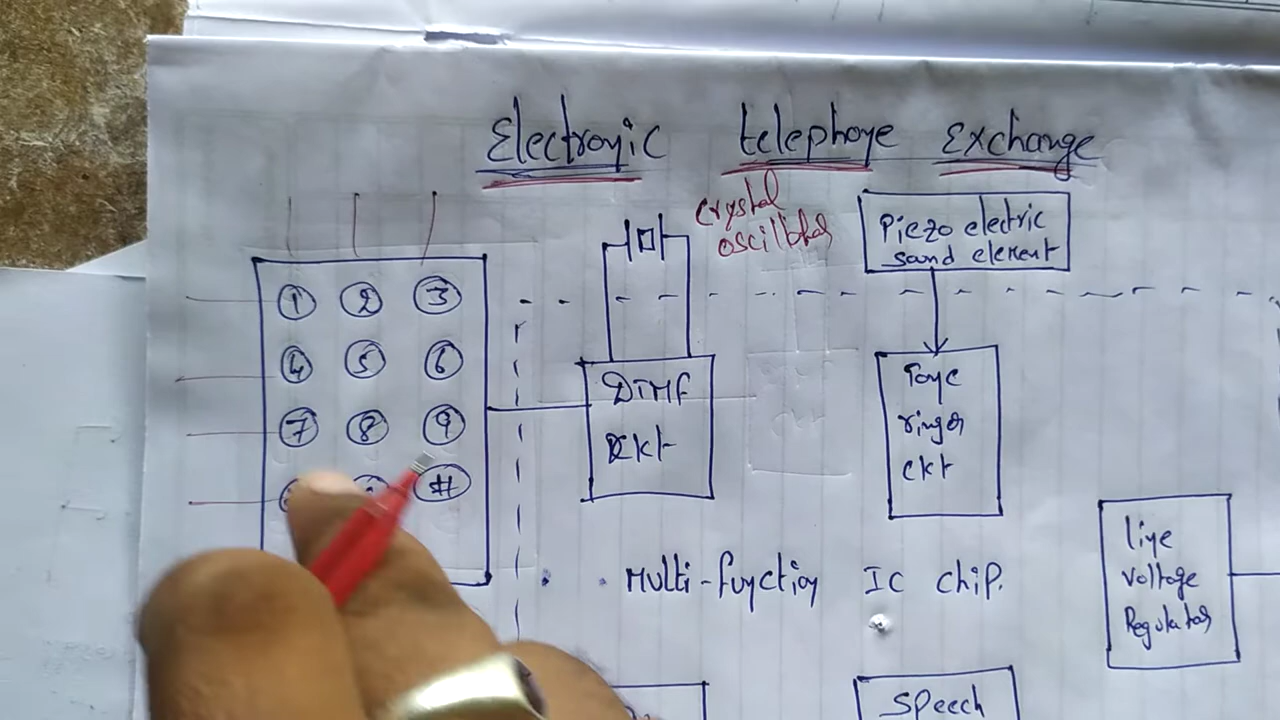 Electronic telephone Exchange
Crystal
oscillator
Piezo electric
sound element
1 2 3
4 5 6
7 8 9
#
DTMF
Ckt
Tone
ringer
Ckt
Multi-function IC chip.
line
voltage
Regulator
Speech